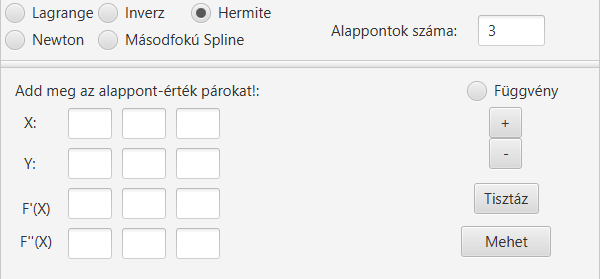 Lagrange Inverz Hermite
Newton Másodfokú Spline
Alappontok száma: 3
Add meg az alappont-érték párokat!:
Függvény
X:
+
Y:
-
F'(X)
Tisztáz
F''(X)
Mehet